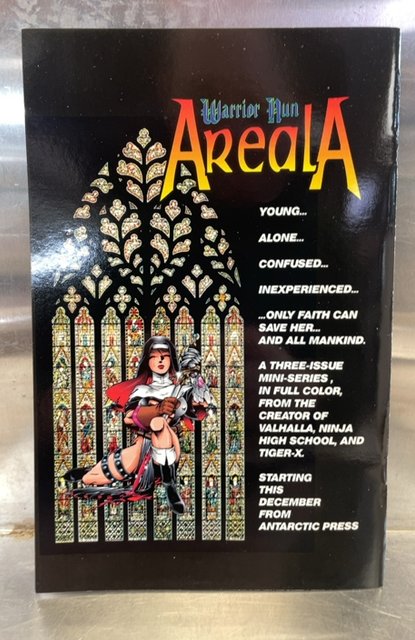 Warrior Nun
AReala
YOUNG...
ALONE...
CONFUSED...
INEXPERIENCED...
...ONLY FAITH CAN
SAVE HER...
AND ALL MANKIND.
A THREE-ISSUE
MINI-SERIES ,
IN FULL COLOR,
FROM THE
CREATOR OF
VALHALLA, NINJA
HIGH SCHOOL, AND
TIGER-X.
STARTING
THIS
DECEMBER
FROM
ANTARCTIC PRESS